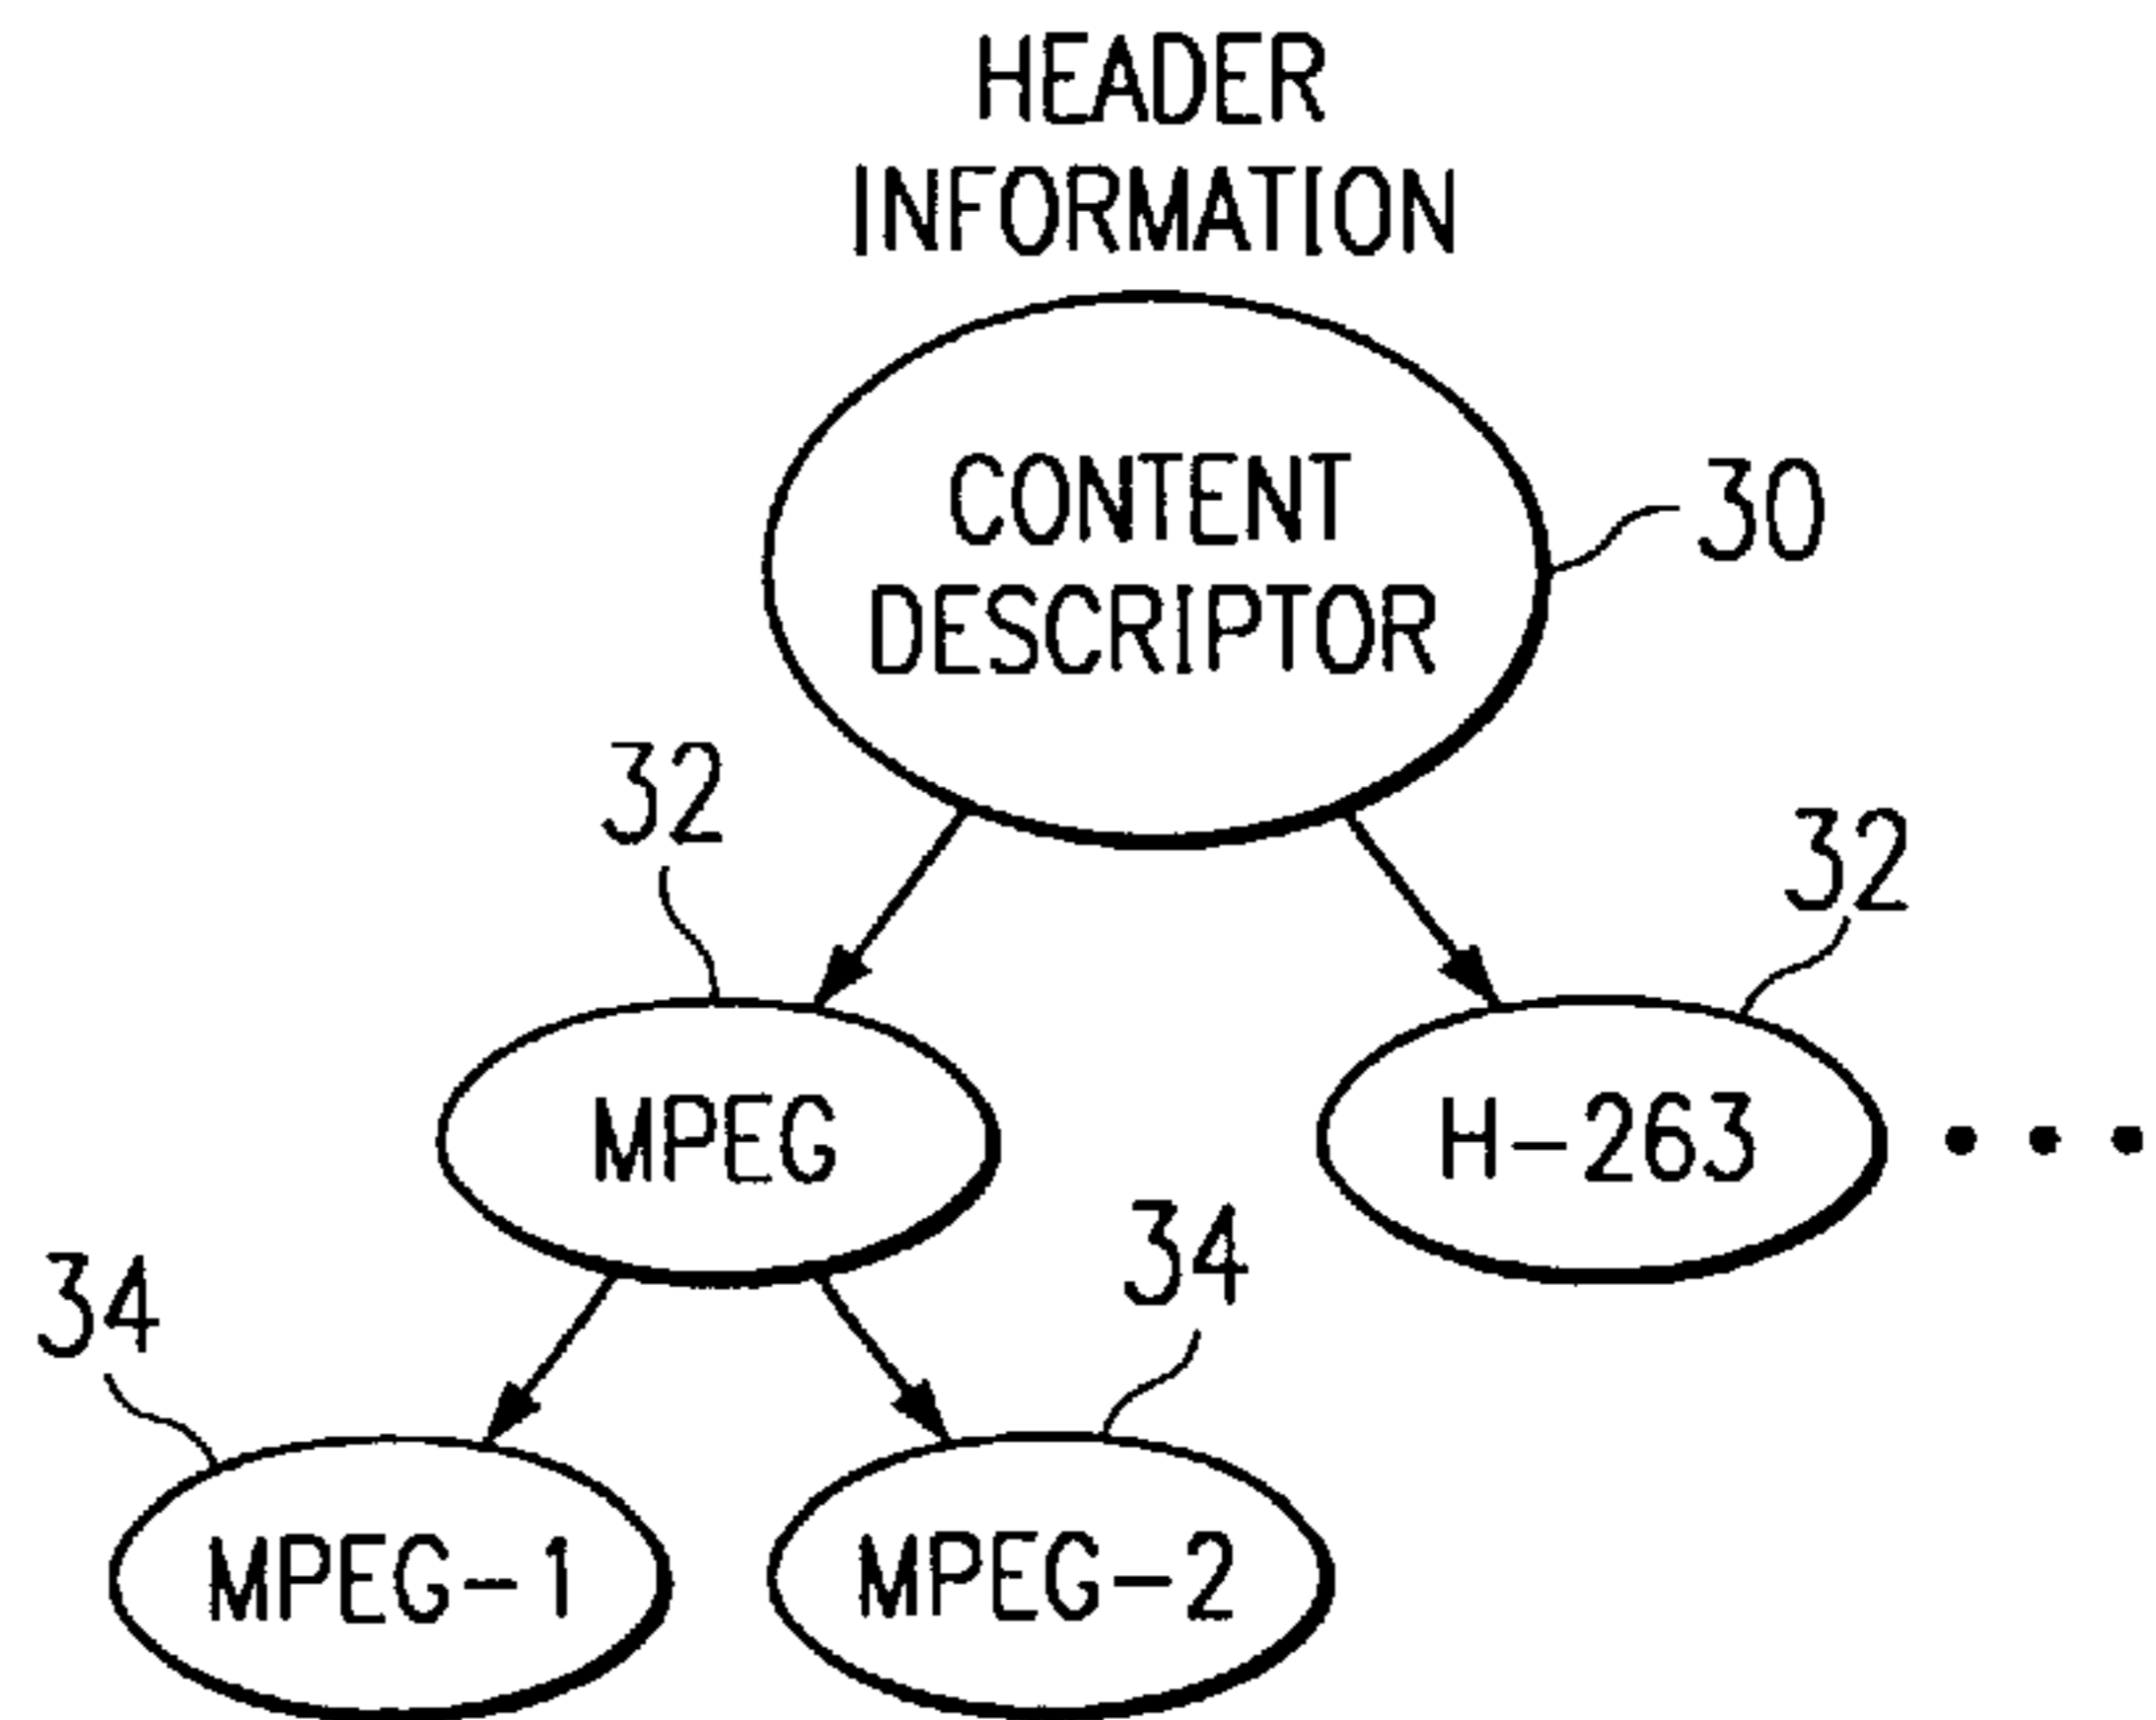 HEADER
INFORMATION
CONTENT
DESCRIPTOR
30
32
32
MPEG
H-263
34
34
MPEG-1
MPEG-2